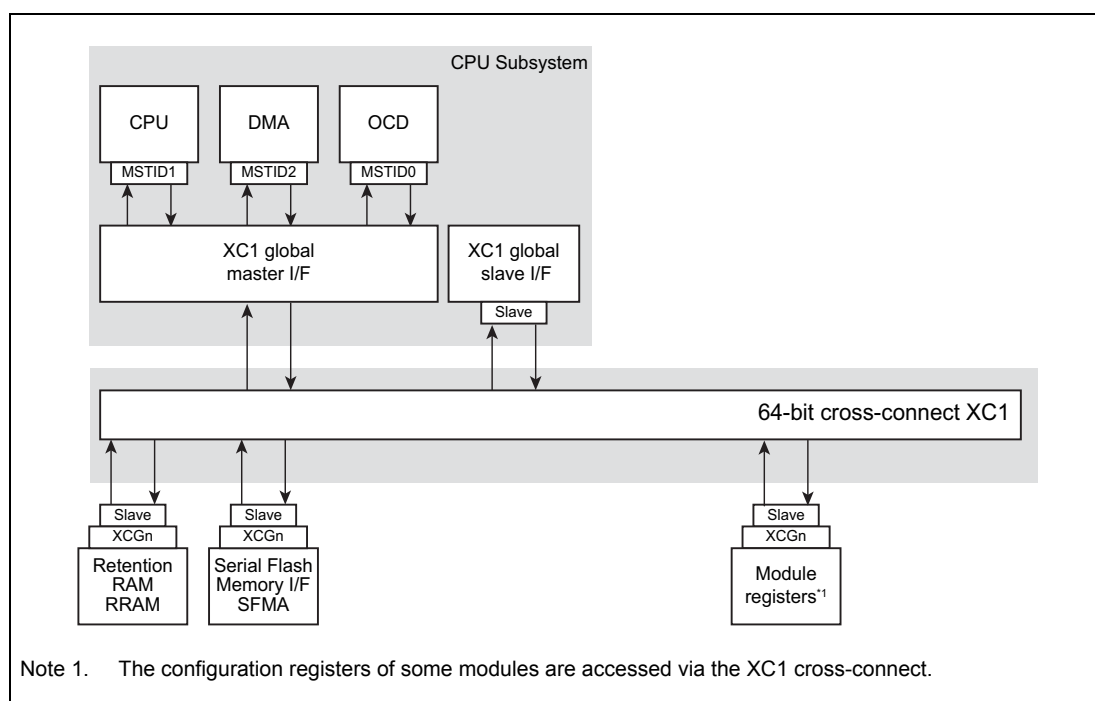 CPU Subsystem
CPU
DMA
OCD
MSTID1
MSTID2
MSTID0
XC1 global
master I/F
XC1 global
slave I/F
Slave
64-bit cross-connect XC1
Slave
XCGn
Retention
RAM
RRAM
Slave
XCGn
Serial Flash
Memory I/F
SFMA
Slave
XCGn
Module
registers*1
Note 1. The configuration registers of some modules are accessed via the XC1 cross-connect.